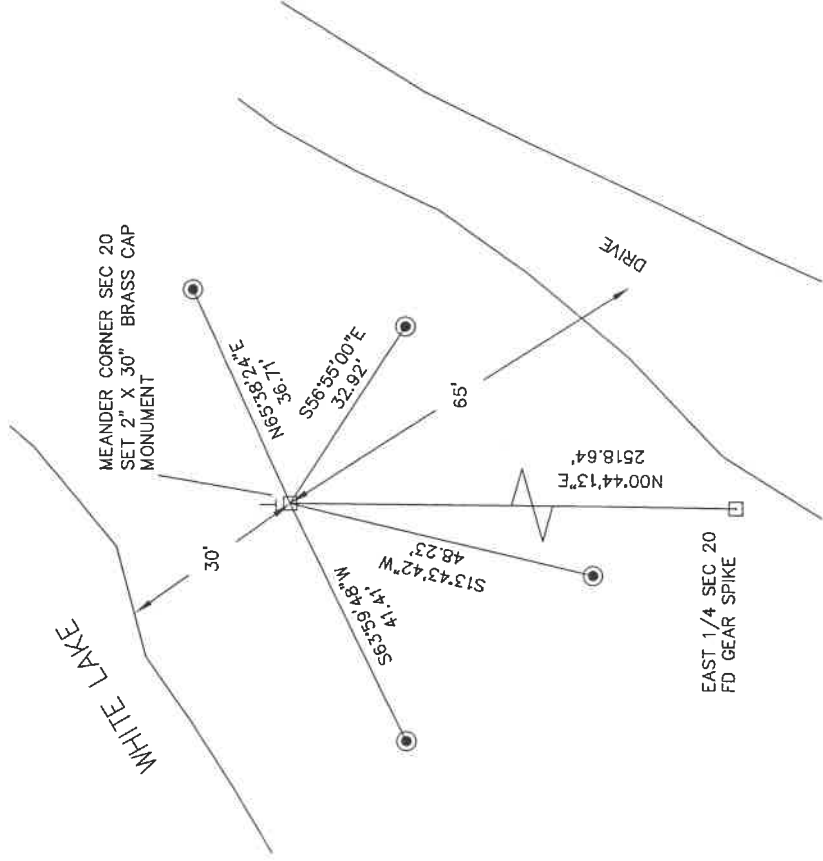 MEANDER CORNER SEC 20
SET 2" X 30" BRASS CAP
MONUMENT
WHITE LAKE
30'
N65°38'24"E
36.71'
S56°55'00"E
32.92'
DRIVE
65'
S63°59'48"W
41.41'
S13°43'42"W
48.23'
N00°44'13"E
2518.64'
EAST 1/4 SEC 20
FD GEAR SPIKE